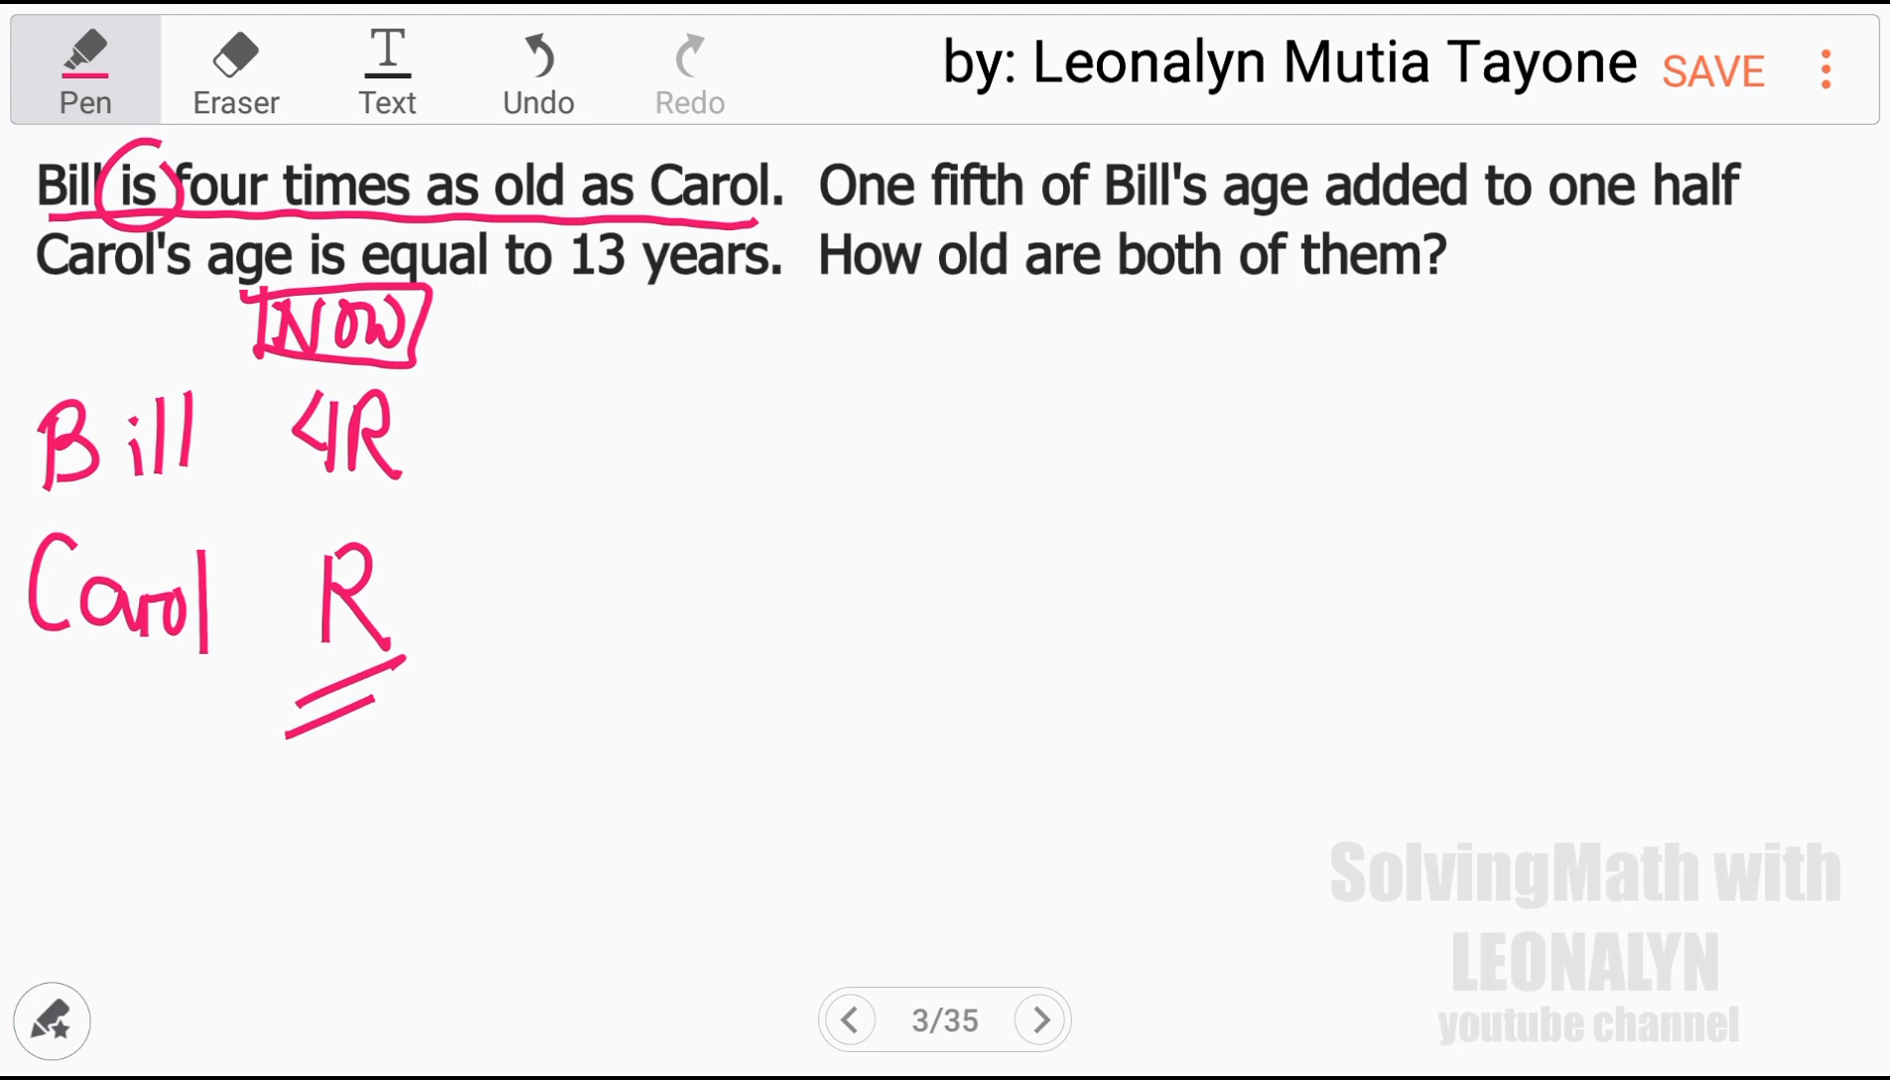 by: Leonalyn Mutia Tayone SAVE
Pen Eraser Text Undo Redo
Bill is four times as old as Carol. One fifth of Bill's age added to one half
Carol's age is equal to 13 years. How old are both of them?
NOW
Bill 4R
Carol R
SolvingMath with
LEONALYN
youtube channel
3/35